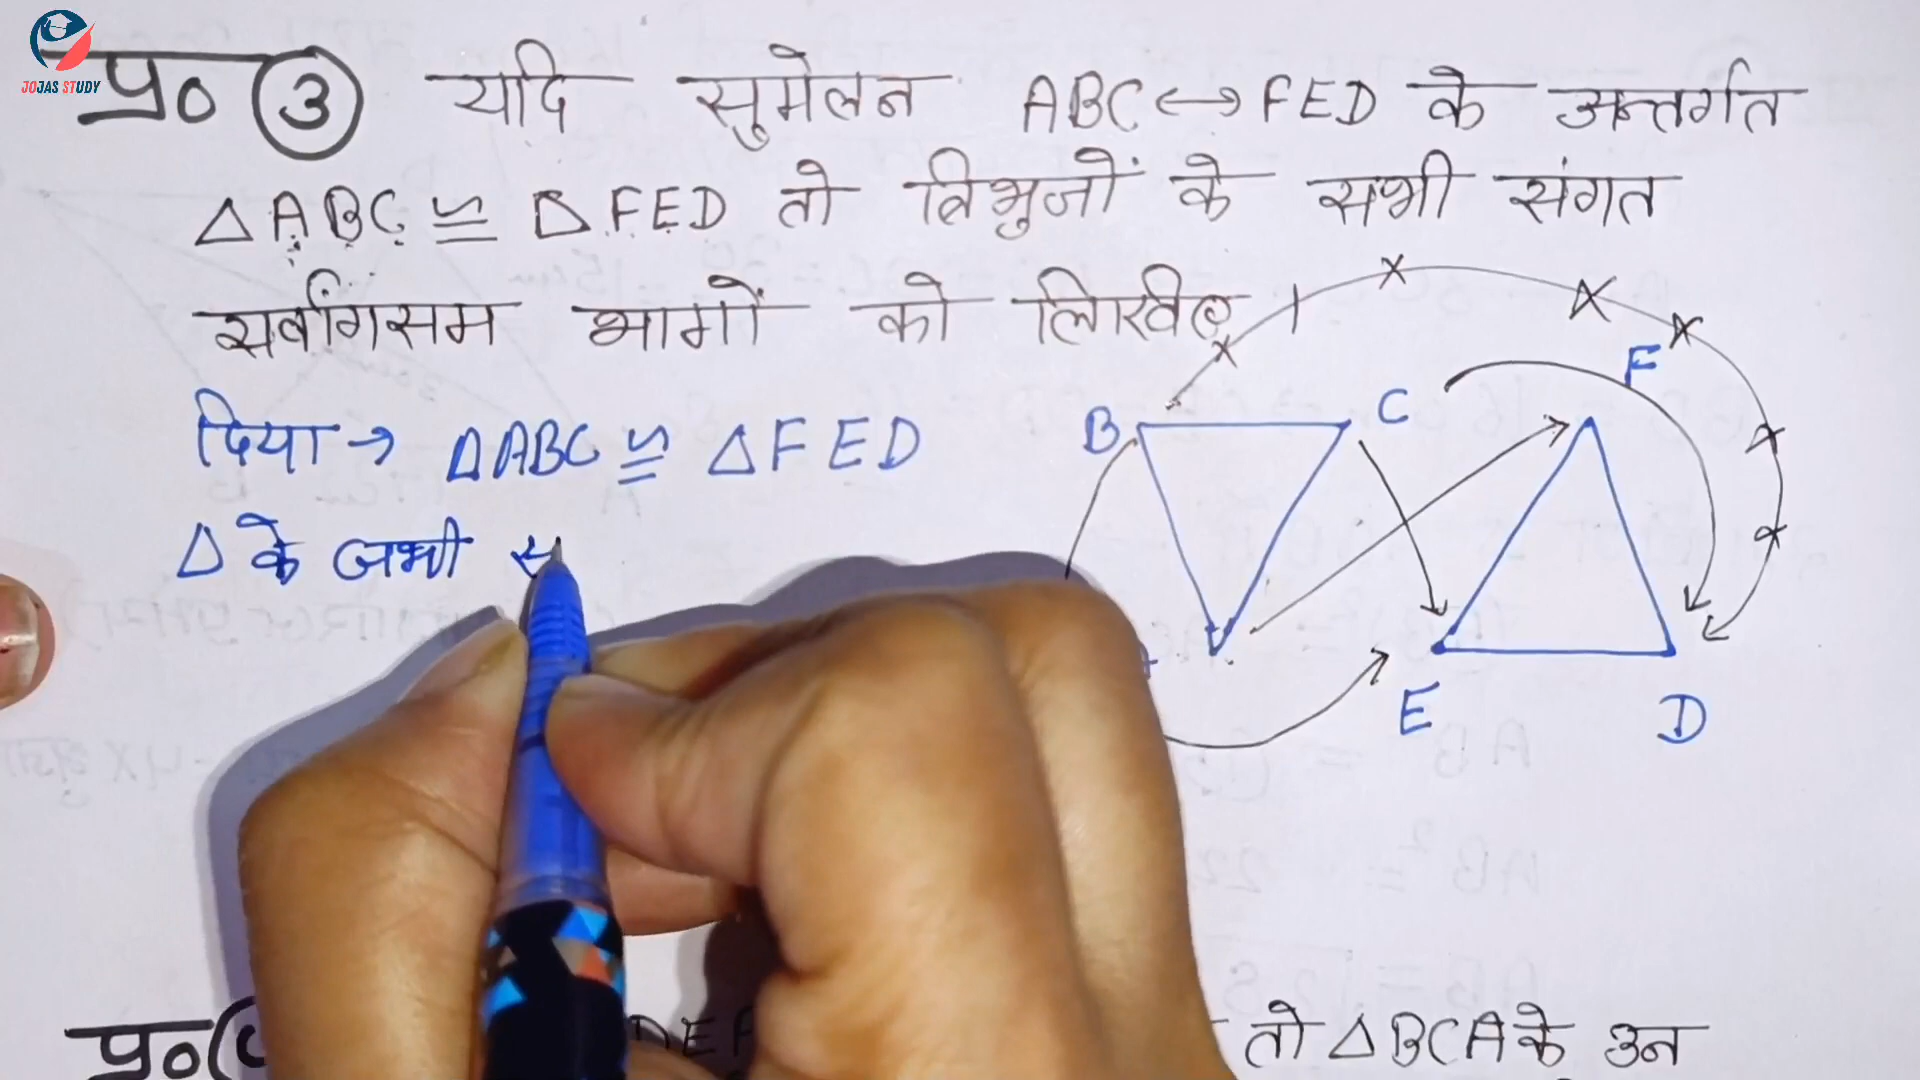 JOJAS STUDY
प्र० ③ यदि सुमेलन ABC ↔ FED के अन्तर्गत
△ABC ≅ △FED तो त्रिभुजों के सभी संगत
सर्वांगसम भागों को लिखिए।
दिया → △ABC ≅ △FED
△ के सभी
B C F
E D
प्र०
तो △BCA के उन